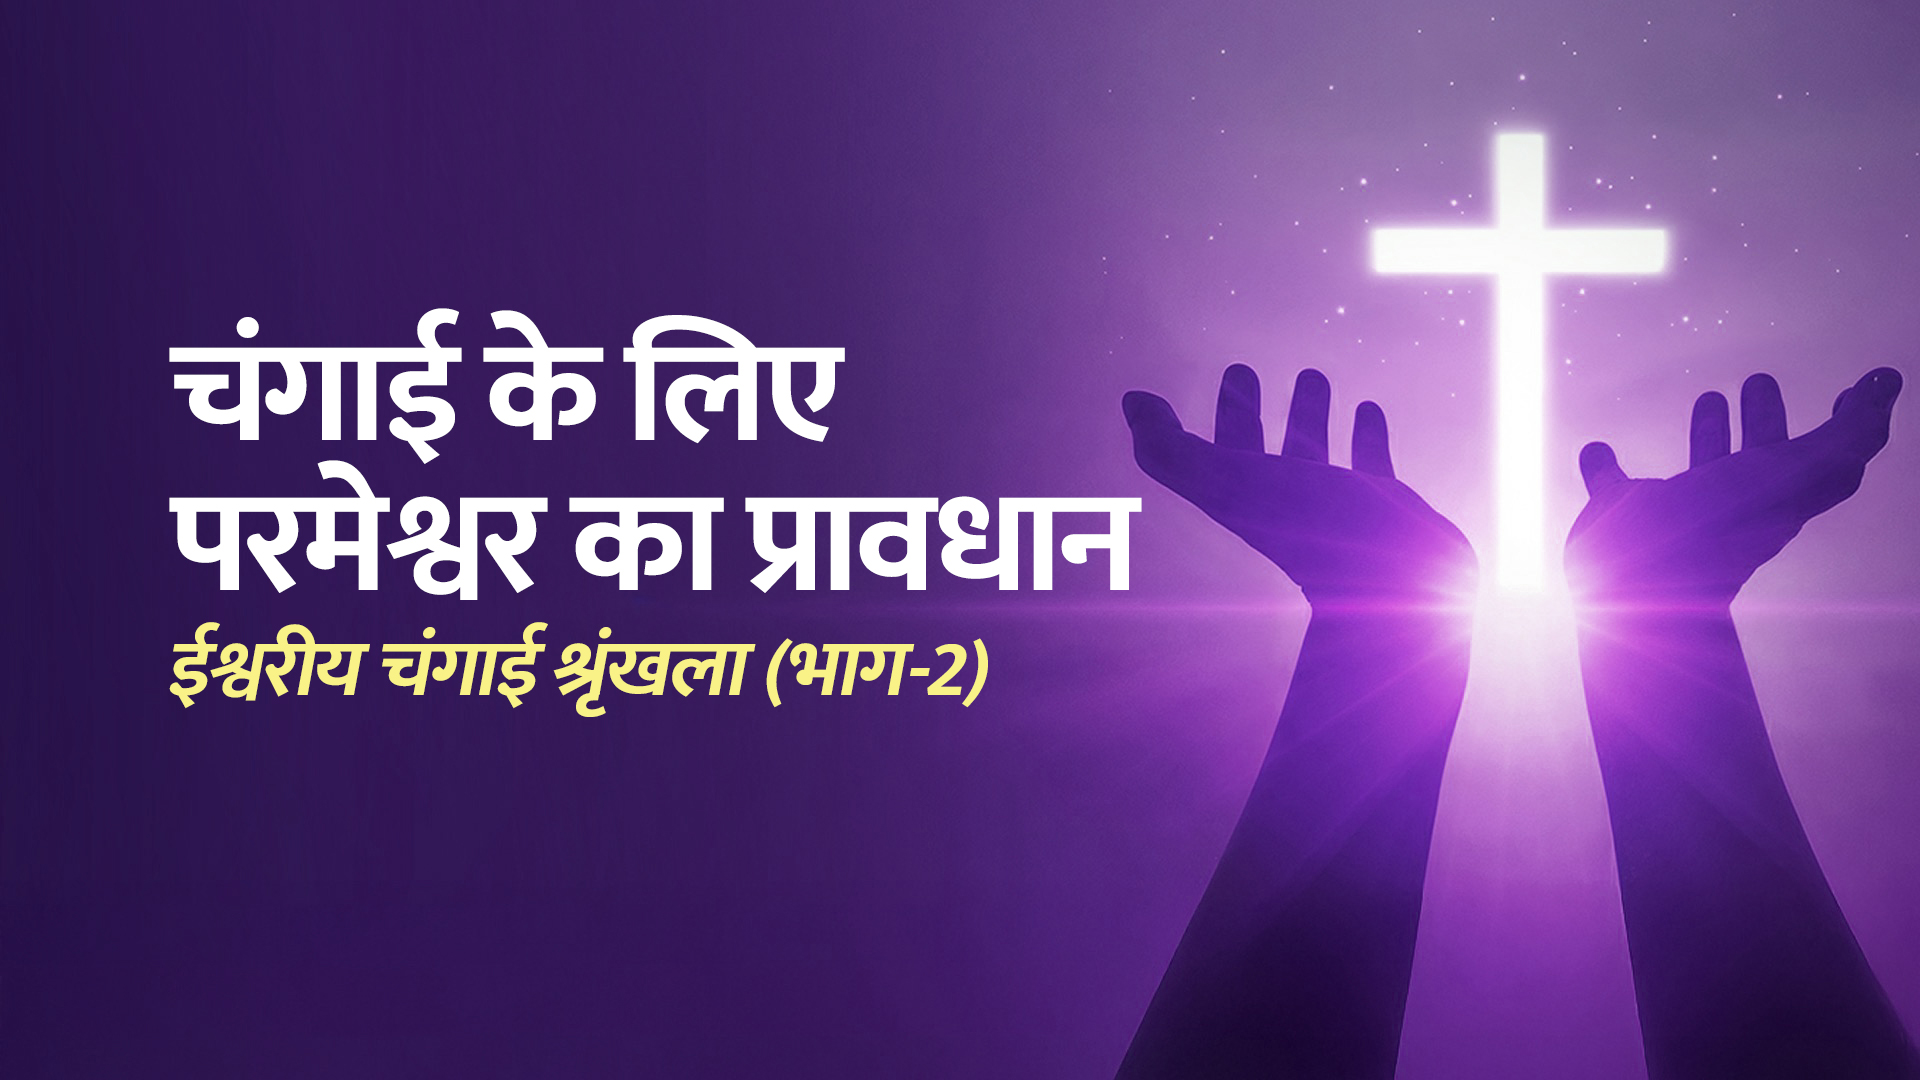 चंगाई के लिए
परमेश्वर का प्रावधान
ईश्वरीय चंगाई श्रृंखला (भाग-2)